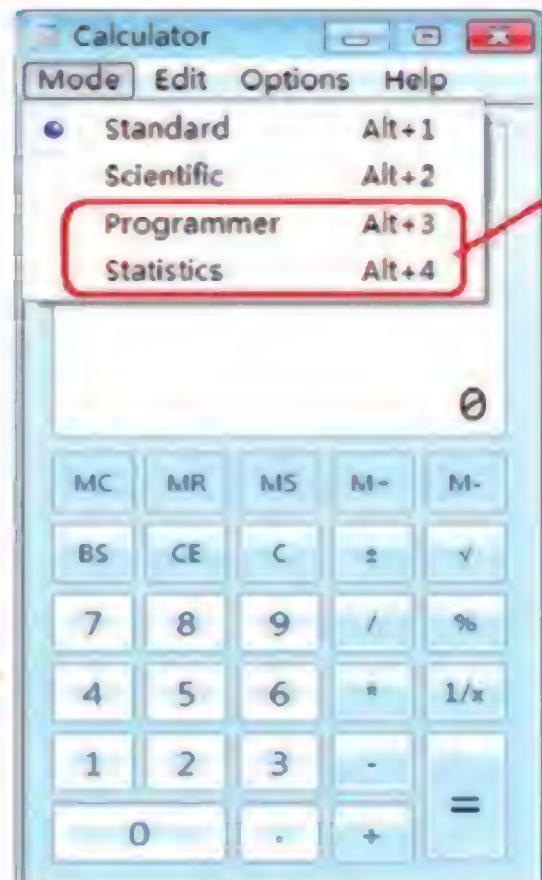 Calculator
Mode Edit Options Help
Standard Alt+1
Scientific Alt+2
Programmer Alt+3
Statistics Alt+4
0
MC MR MS M+ M-
BS CE C ± √
7 8 9 / %
4 5 6 * 1/x
1 2 3 - =
0 . +